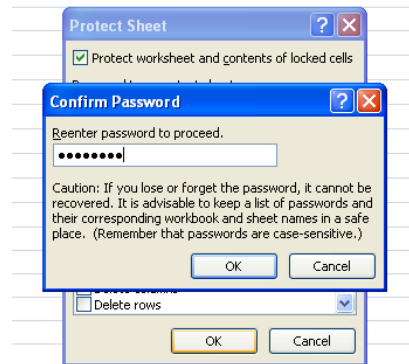 Protect Sheet
Protect worksheet and contents of locked cells
Confirm Password
Reenter password to proceed.
Caution: If you lose or forget the password, it cannot be
recovered. It is advisable to keep a list of passwords and
their corresponding workbook and sheet names in a safe
place. (Remember that passwords are case-sensitive.)
OK Cancel
Delete rows
OK Cancel